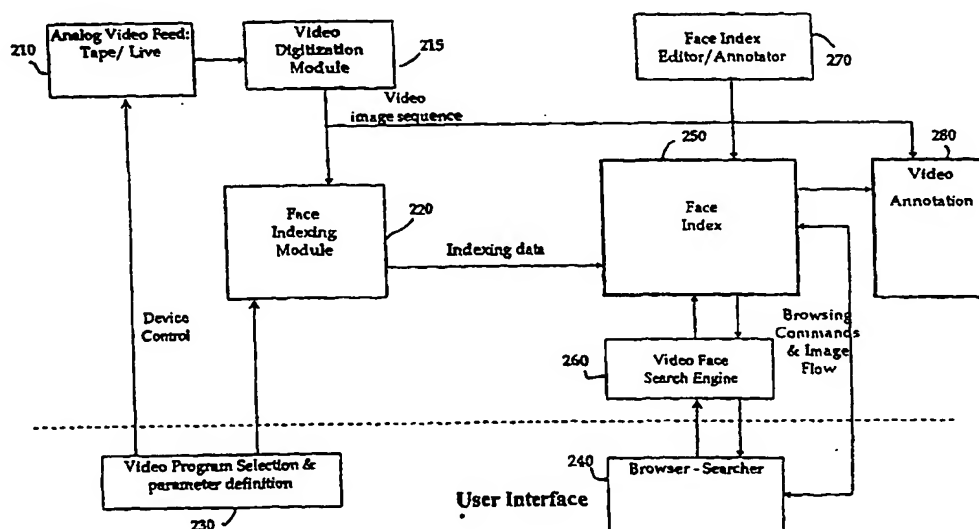 210
Analog Video Feed:
Tape/ Live
Video
Digitization
Module
215
Face Index
Editor/Annotator
270
Video
image sequence
250
280
Video
Annotation
Face
Indexing
Module
220
Face
Index
Indexing data
Device
Control
Browsing
Commands
& Image
Flow
260
Video Face
Search Engine
Video Program Selection &
parameter definition
230
240
Browser - Searcher
User Interface